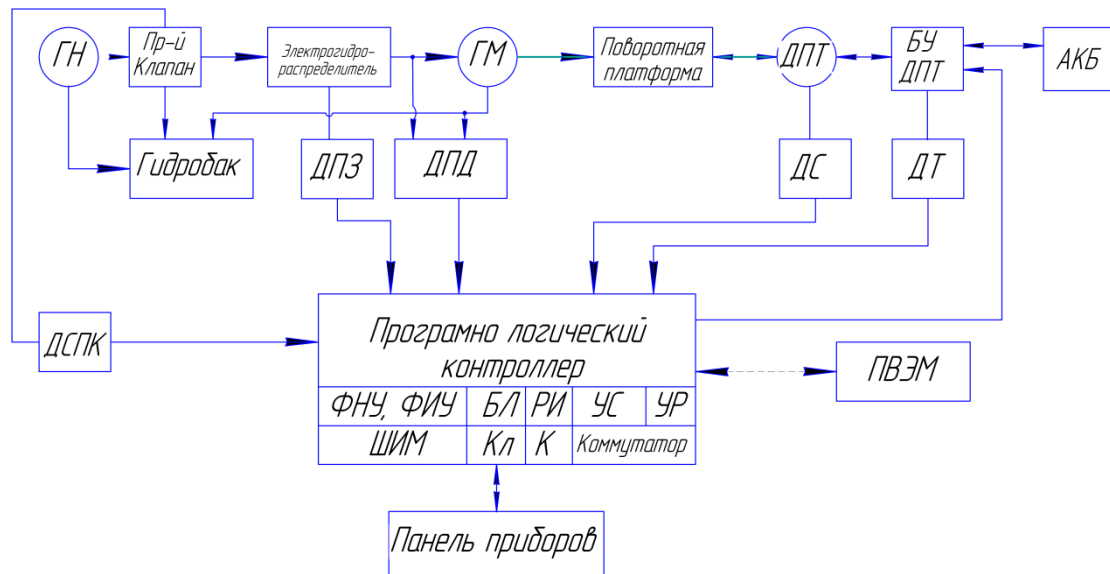 ГН
Пр-й
Клапан
Электрогидро-
распределитель
ГМ
Поворотная
платформа
ДПТ
БУ
ДПТ
АКБ
Гидробак
ДПЗ
ДПД
ДС
ДТ
ДСПК
Програмно логический
контроллер
ПВЭМ
ФНУ, ФИУ
БЛ
РИ
УС
УР
ШИМ
Кл
К
Коммутатор
Панель приборов